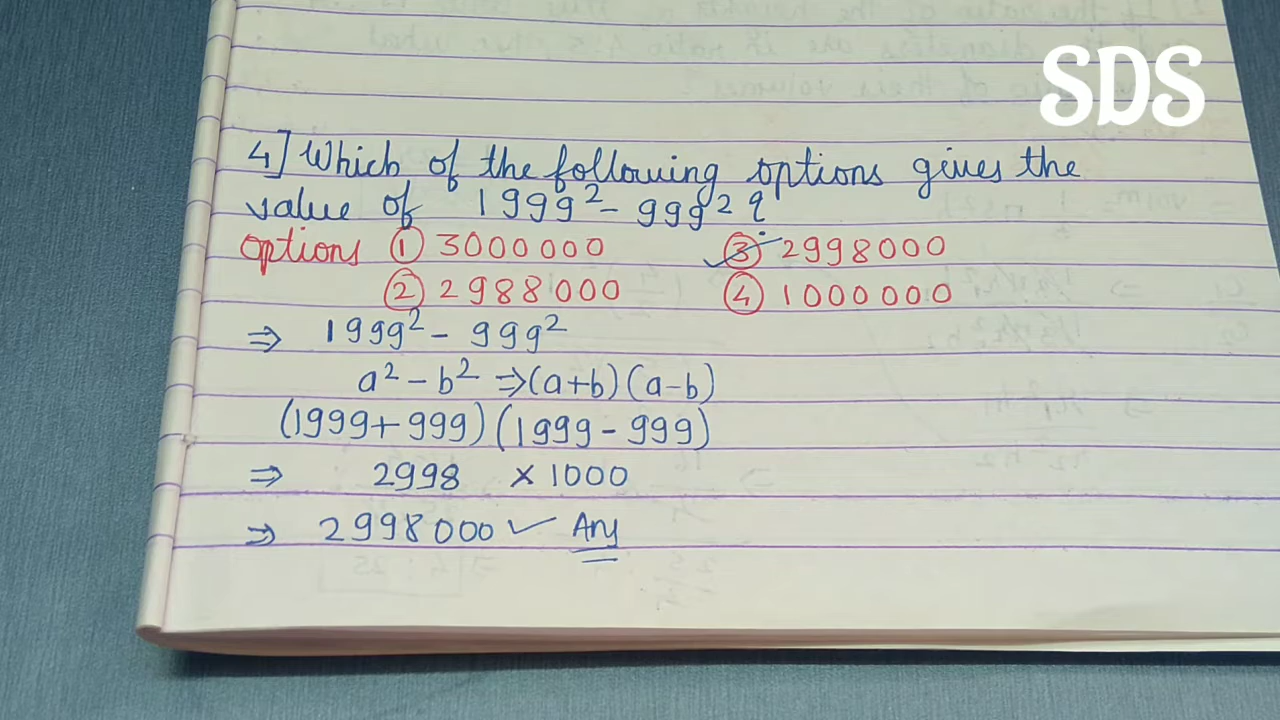 SDS
4] Which of the following options gives the
value of 1999² - 999² ?
options ① 3000000 ③ 2998000
② 2988000 ④ 1000000
⇒ 1999² - 999²
a² - b² ⇒ (a+b) (a-b)
(1999+999) (1999 - 999)
⇒ 2998 × 1000
⇒ 2998000 ✓ Ans